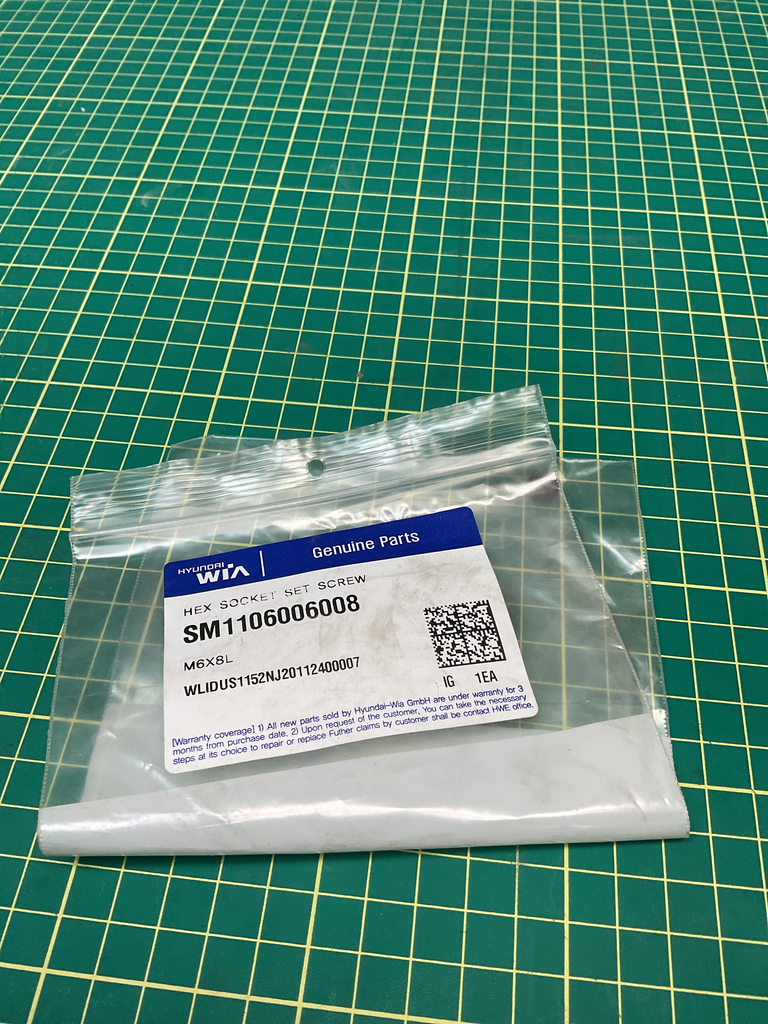 HYUNDAI
WIA
Genuine Parts
HEX SOCKET SET SCREW
SM1106006008
M6X8L
WLIDUS1152NJ20112400007
IG 1EA
[Warranty coverage] 1) All new parts sold by Hyundai-Wia GmbH are under warranty for 3
months from purchase date. 2) Upon request of the customer, You can take the necessary
steps at its choice to repair or replace Futher claims by customer shall be contact HWE office.